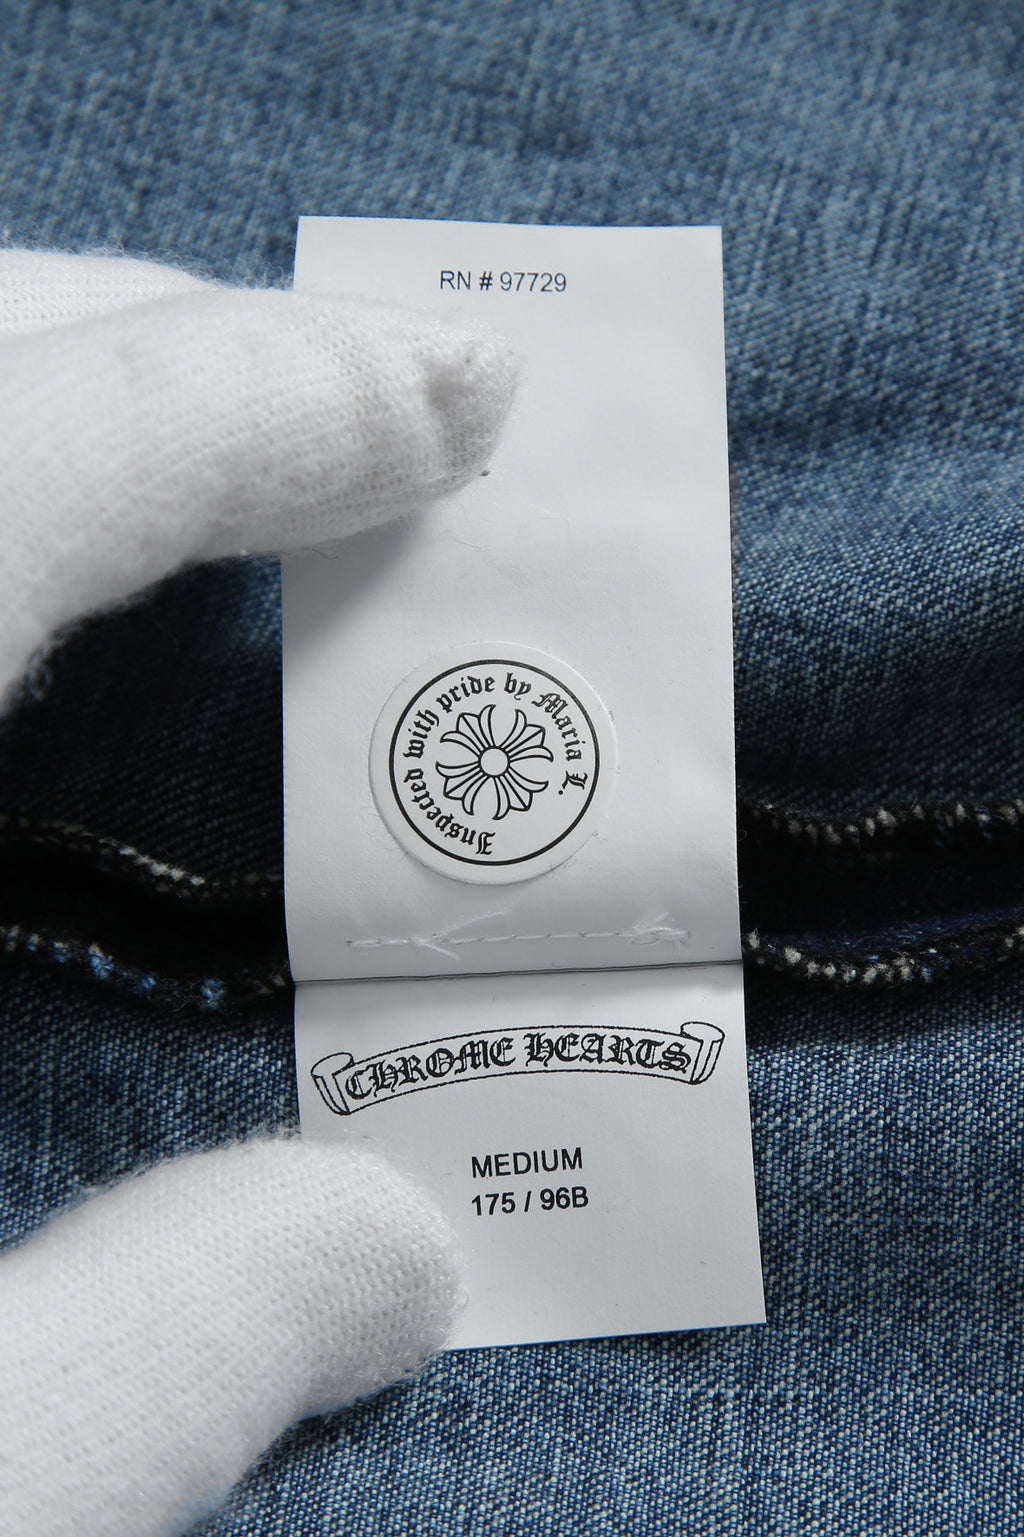 RN # 97729
Inspected with pride by Maria L.
CHROME HEARTS
MEDIUM
175 / 96B